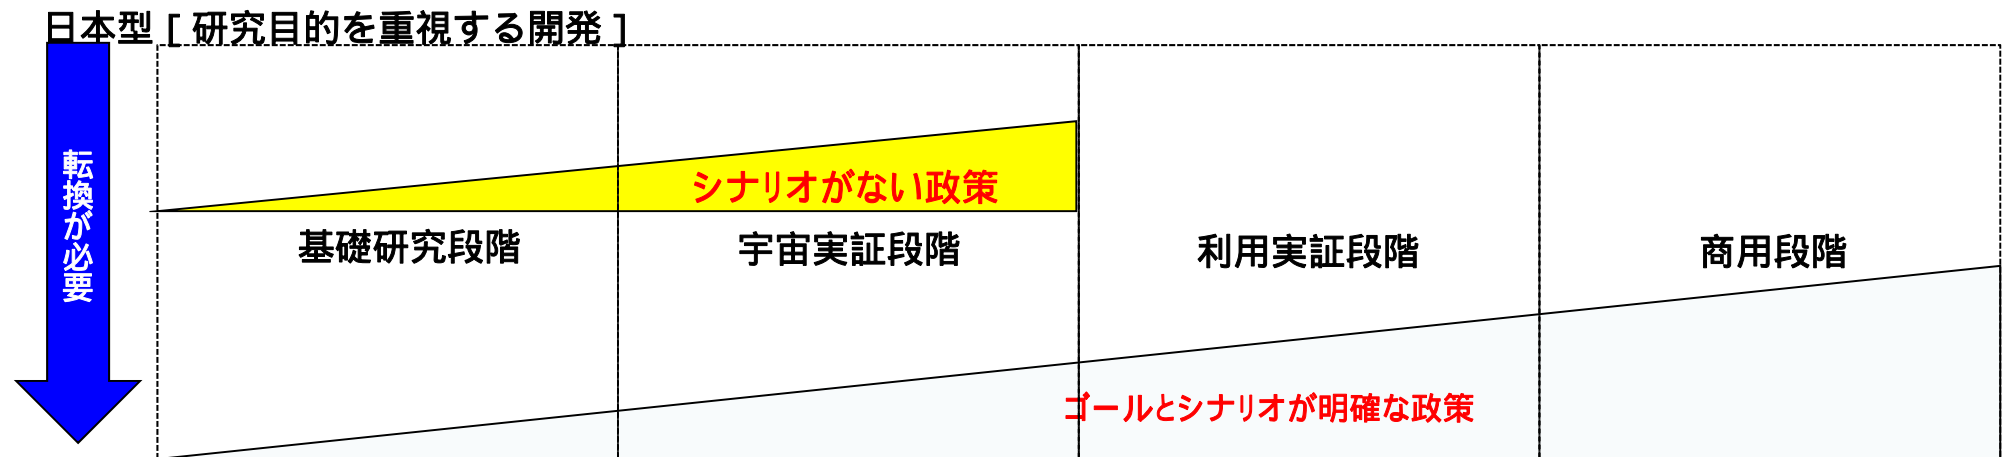 日本型［研究目的を重視する開発］
転換が必要
シナリオがない政策
基礎研究段階
宇宙実証段階
利用実証段階
商用段階
ゴールとシナリオが明確な政策